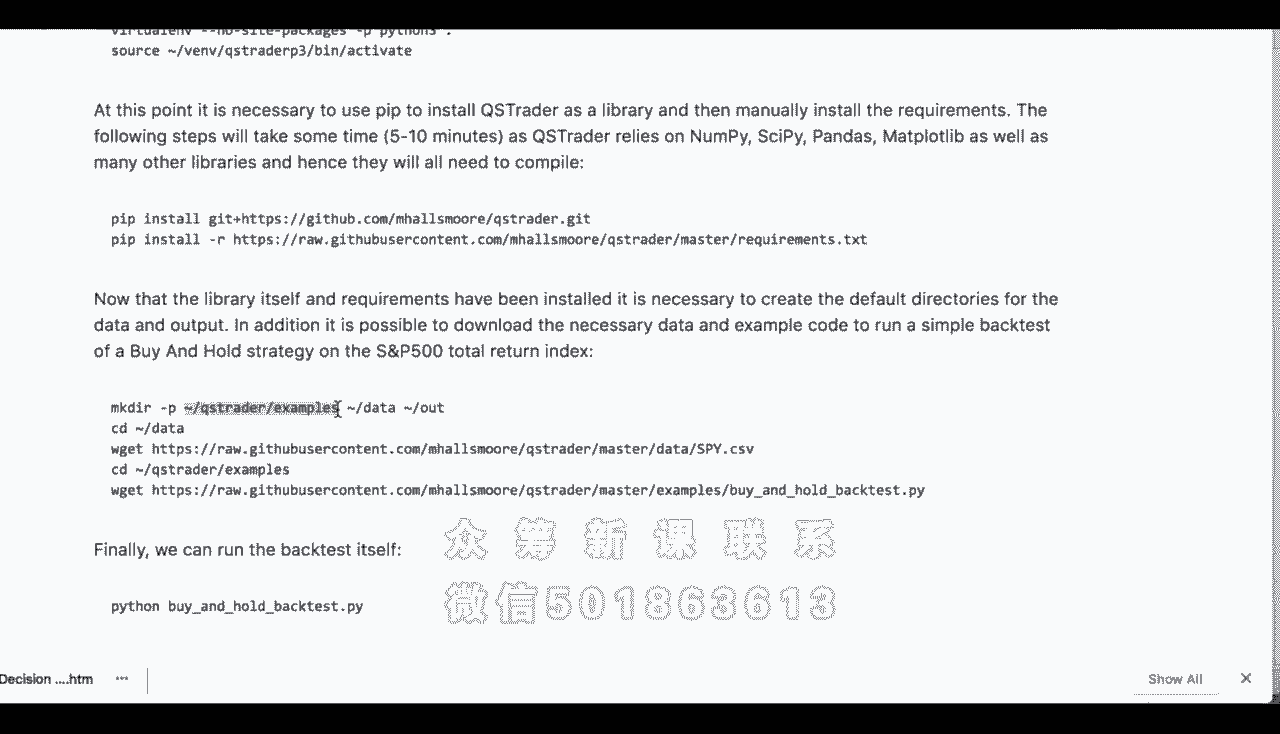 virtualenv --no-site-packages -p python3 .
source ~/venv/qstraderp3/bin/activate
At this point it is necessary to use pip to install QSTrader as a library and then manually install the requirements. The
following steps will take some time (5-10 minutes) as QSTrader relies on NumPy, SciPy, Pandas, Matplotlib as well as
many other libraries and hence they will all need to compile:
pip install git+https://github.com/mhallsmoore/qstrader.git
pip install -r https://raw.githubusercontent.com/mhallsmoore/qstrader/master/requirements.txt
Now that the library itself and requirements have been installed it is necessary to create the default directories for the
data and output. In addition it is possible to download the necessary data and example code to run a simple backtest
of a Buy And Hold strategy on the S&P500 total return index:
mkdir -p ~/qstrader/examples ~/data ~/out
cd ~/data
wget https://raw.githubusercontent.com/mhallsmoore/qstrader/master/data/SPY.csv
cd ~/qstrader/examples
wget https://raw.githubusercontent.com/mhallsmoore/qstrader/master/examples/buy_and_hold_backtest.py
众筹新课联系
Finally, we can run the backtest itself:
微信501863613
python buy_and_hold_backtest.py
Decision ....htm
Show All